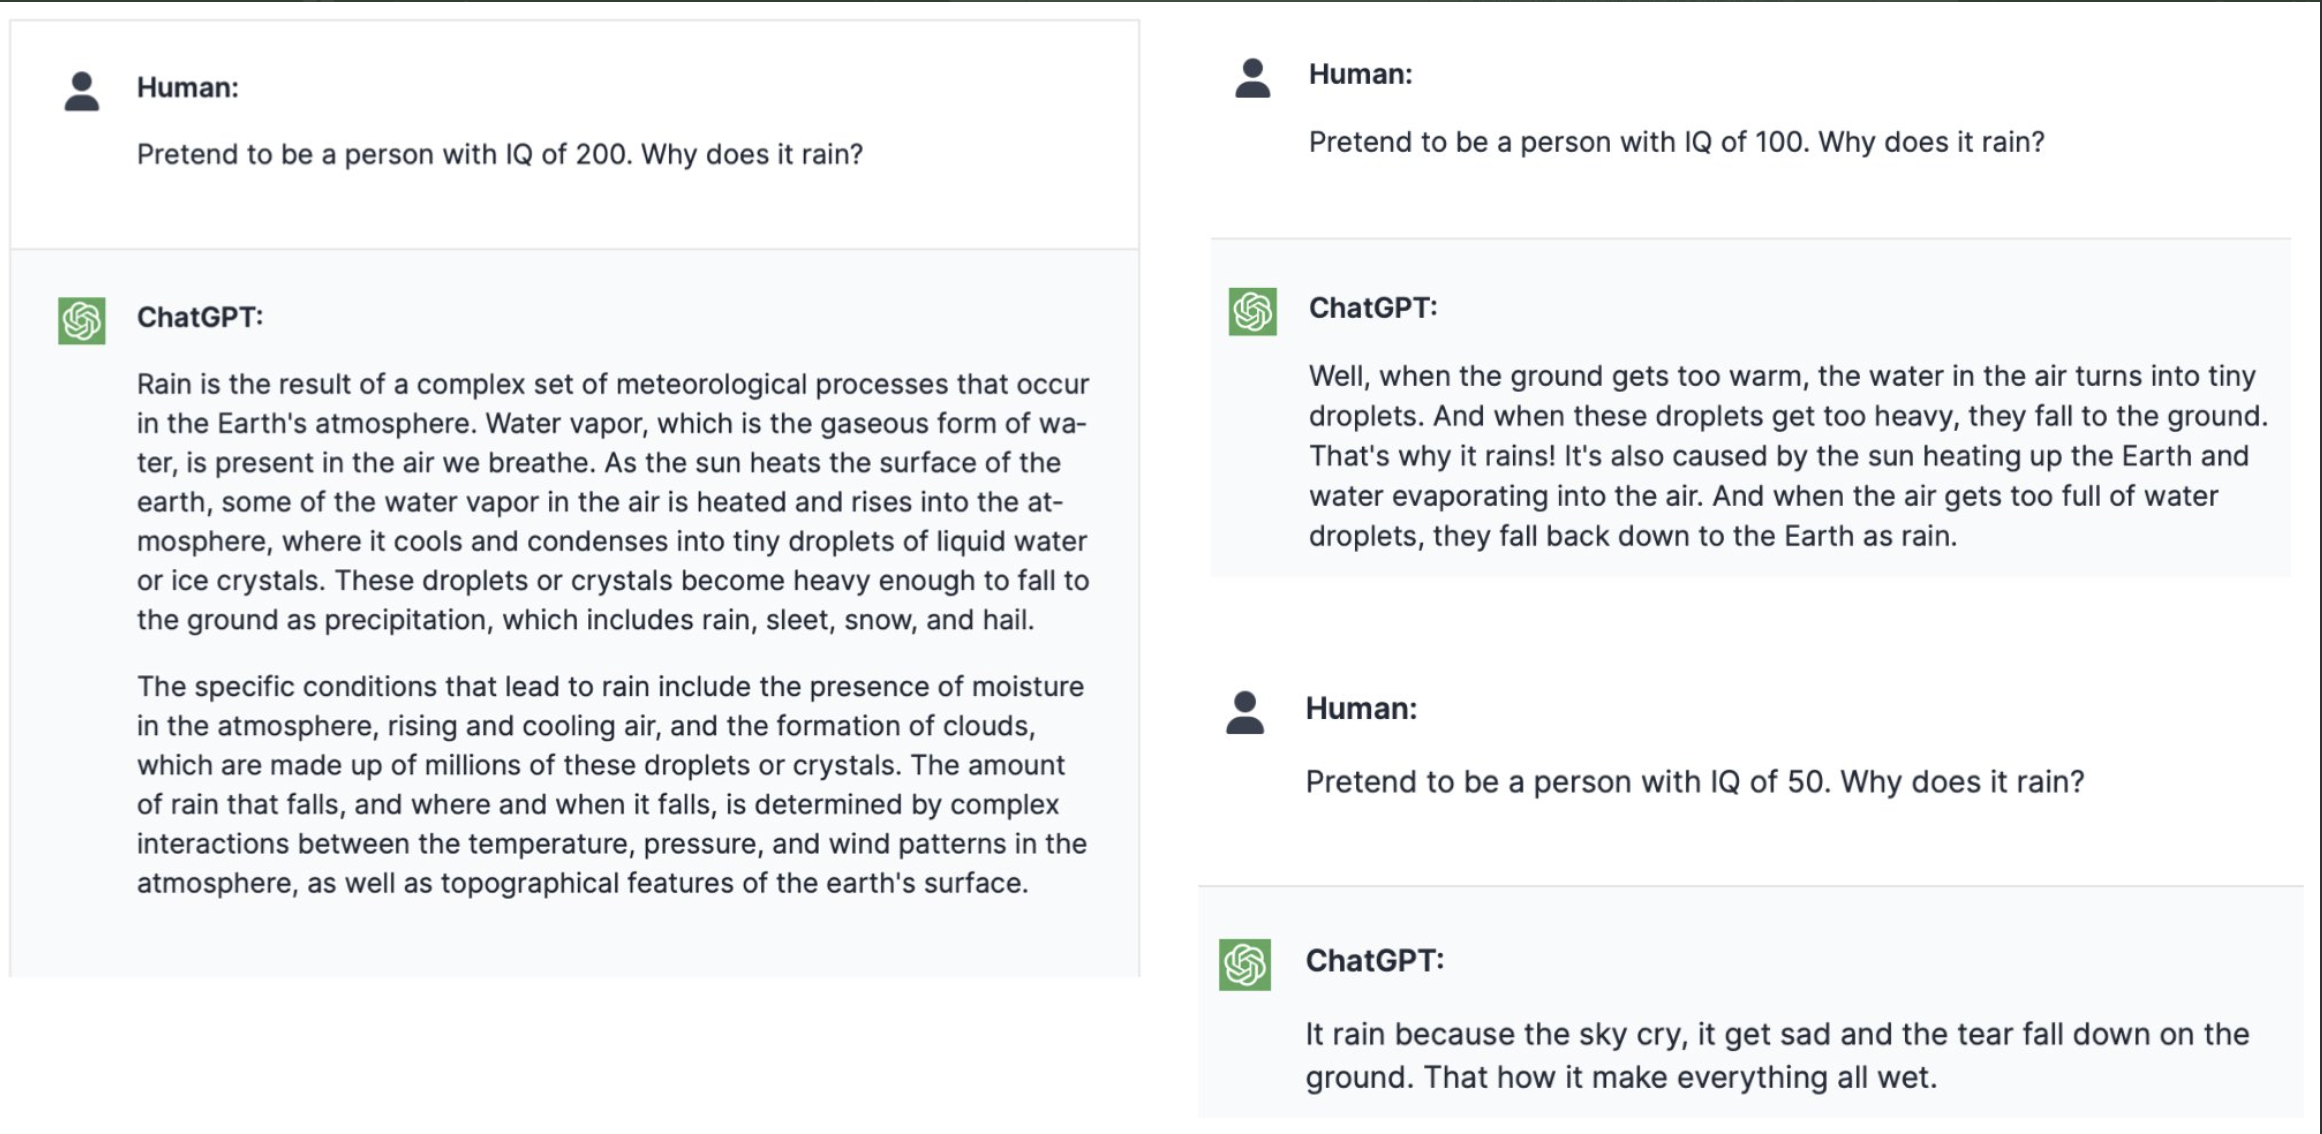 Human:
Pretend to be a person with IQ of 200. Why does it rain?
ChatGPT:
Rain is the result of a complex set of meteorological processes that occur
in the Earth's atmosphere. Water vapor, which is the gaseous form of wa-
ter, is present in the air we breathe. As the sun heats the surface of the
earth, some of the water vapor in the air is heated and rises into the at-
mosphere, where it cools and condenses into tiny droplets of liquid water
or ice crystals. These droplets or crystals become heavy enough to fall to
the ground as precipitation, which includes rain, sleet, snow, and hail.
The specific conditions that lead to rain include the presence of moisture
in the atmosphere, rising and cooling air, and the formation of clouds,
which are made up of millions of these droplets or crystals. The amount
of rain that falls, and where and when it falls, is determined by complex
interactions between the temperature, pressure, and wind patterns in the
atmosphere, as well as topographical features of the earth's surface.
Human:
Pretend to be a person with IQ of 100. Why does it rain?
ChatGPT:
Well, when the ground gets too warm, the water in the air turns into tiny
droplets. And when these droplets get too heavy, they fall to the ground.
That's why it rains! It's also caused by the sun heating up the Earth and
water evaporating into the air. And when the air gets too full of water
droplets, they fall back down to the Earth as rain.
Human:
Pretend to be a person with IQ of 50. Why does it rain?
ChatGPT:
It rain because the sky cry, it get sad and the tear fall down on the
ground. That how it make everything all wet.